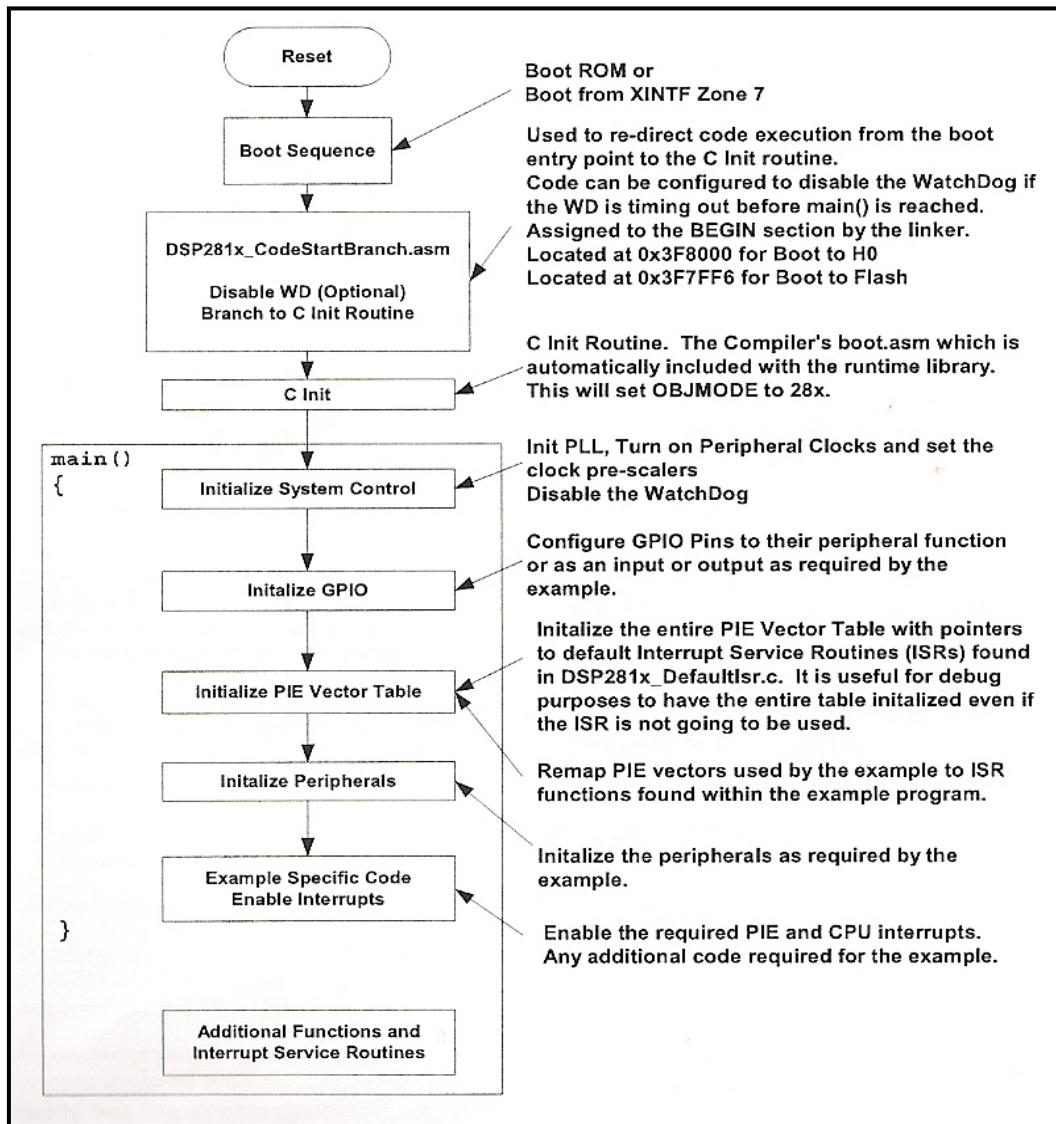 Reset
Boot ROM or
Boot from XINTF Zone 7
Boot Sequence
Used to re-direct code execution from the boot
entry point to the C Init routine.
Code can be configured to disable the WatchDog if
the WD is timing out before main() is reached.
Assigned to the BEGIN section by the linker.
Located at 0x3F8000 for Boot to H0
Located at 0x3F7FF6 for Boot to Flash
DSP281x_CodeStartBranch.asm
Disable WD (Optional)
Branch to C Init Routine
C Init Routine. The Compiler's boot.asm which is
automatically included with the runtime library.
This will set OBJMODE to 28x.
C Init
main()
{
Initialize System Control
Init PLL, Turn on Peripheral Clocks and set the
clock pre-scalers
Disable the WatchDog
Initalize GPIO
Configure GPIO Pins to their peripheral function
or as an input or output as required by the
example.
Initialize PIE Vector Table
Initalize the entire PIE Vector Table with pointers
to default Interrupt Service Routines (ISRs) found
in DSP281x_DefaultIsr.c. It is useful for debug
purposes to have the entire table initalized even if
the ISR is not going to be used.
Remap PIE vectors used by the example to ISR
functions found within the example program.
Initalize Peripherals
Initalize the peripherals as required by the
example.
Example Specific Code
Enable Interrupts
Enable the required PIE and CPU interrupts.
Any additional code required for the example.
}
Additional Functions and
Interrupt Service Routines